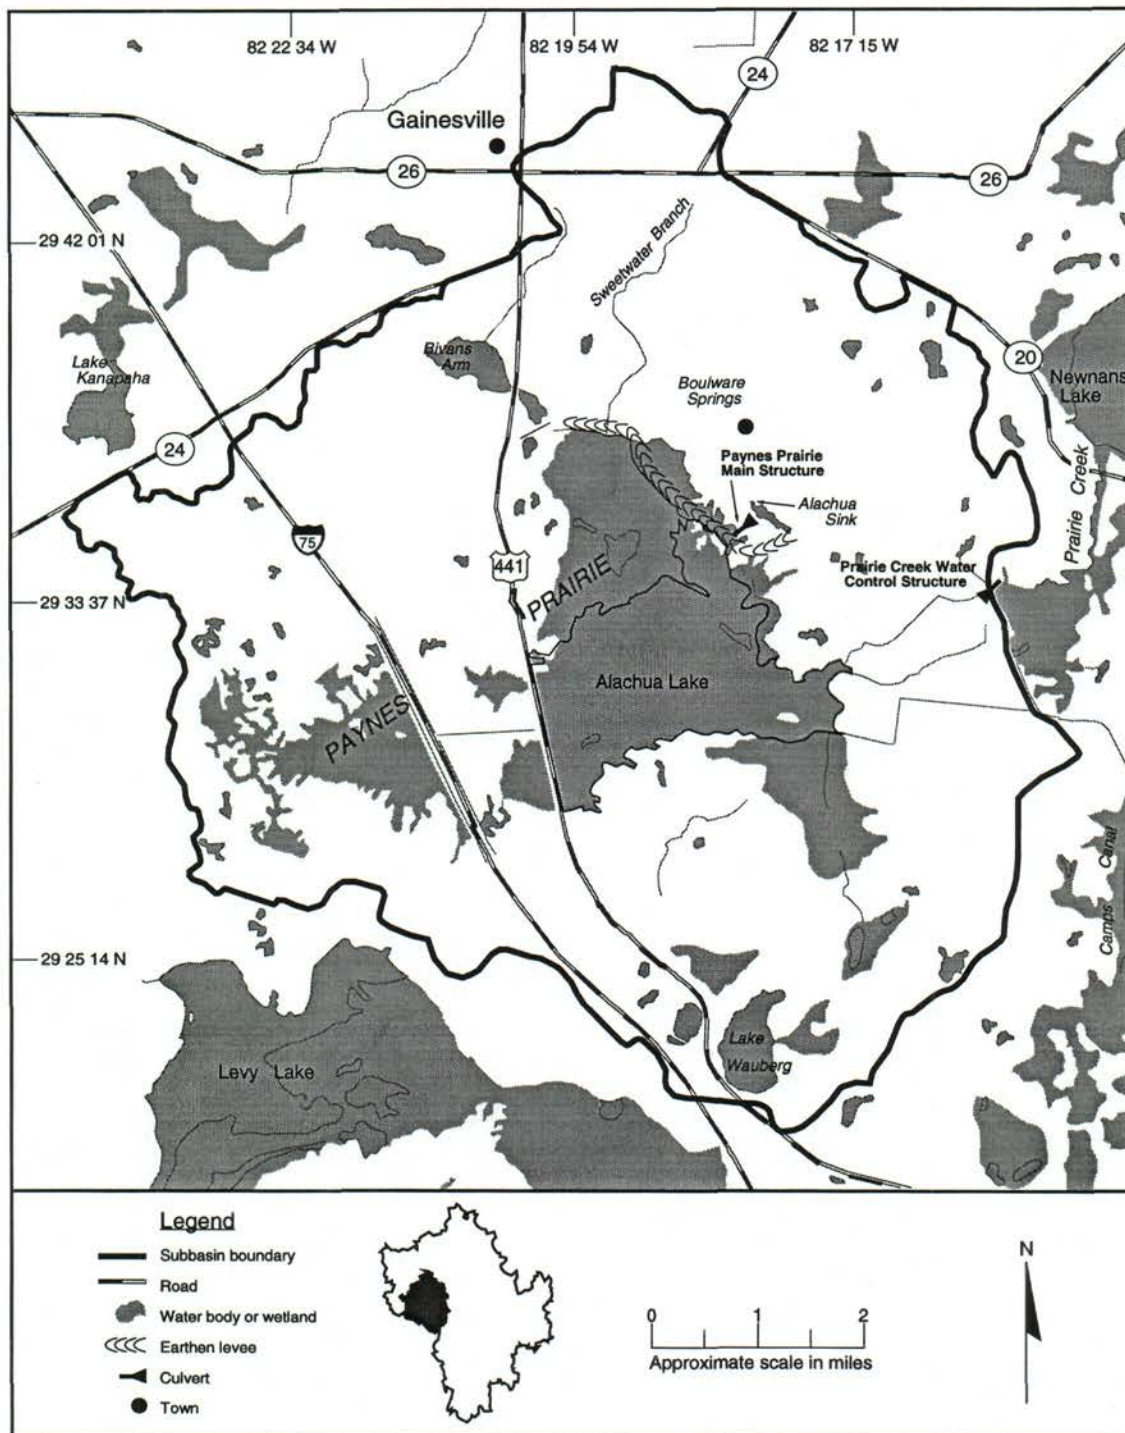 82 22 34 W
82 19 54 W
82 17 15 W
24
Gainesville
26
26
29 42 01 N
Sweetwater Branch
Bivans
Arm
Lake
Kanapaha
20
Newnans
Lake
Boulware
Springs
24
Paynes Prairie
Main Structure
Alachua
Sink
Prairie Creek
75
441
PRAIRIE
Prairie Creek Water
Control Structure
29 33 37 N
Alachua Lake
PAYNES
Camps Canal
29 25 14 N
Levy Lake
Lake
Wauberg
Legend
Subbasin boundary
Road
Water body or wetland
Earthen levee
Culvert
Town
0 1 2
Approximate scale in miles
N